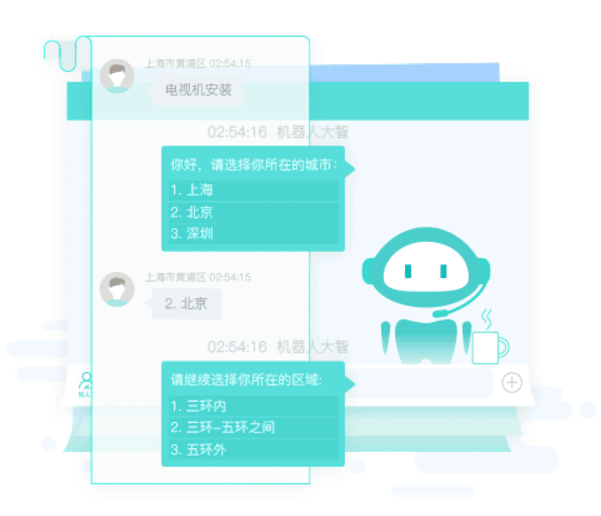 上海市黄浦区 02:54:15
电视机安装
02:54:16 机器人大智
你好，请选择你所在的城市：
1. 上海
2. 北京
3. 深圳
上海市黄浦区 02:54:15
2. 北京
02:54:16 机器人大智
请继续选择你所在的区域:
1. 三环内
2. 三环-五环之间
3. 五环外